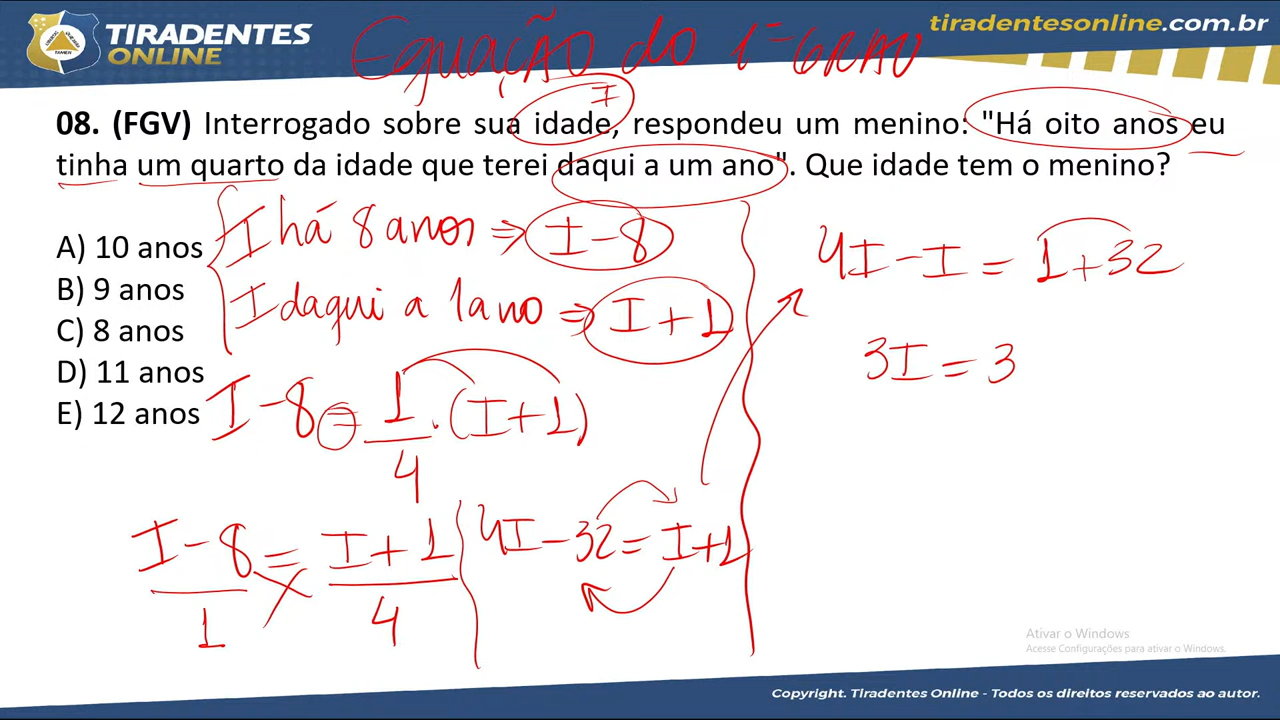 TIRADENTES
ONLINE
tiradentesonline.com.br
Equação do 1º GRAU
I
08. (FGV) Interrogado sobre sua idade, respondeu um menino: "Há oito anos eu
tinha um quarto da idade que terei daqui a um ano". Que idade tem o menino?
A) 10 anos
B) 9 anos
C) 8 anos
D) 11 anos
E) 12 anos
I há 8 anos ⇒ I-8
I daqui a 1 ano ⇒ I+1
I-8 = 1/4 . (I+1)
I-8/1 = I+1/4
4I-32 = I+1
4I-I = 1+32
3I = 3
Ativar o Windows
Acesse Configurações para ativar o Windows.
Copyright. Tiradentes Online - Todos os direitos reservados ao autor.